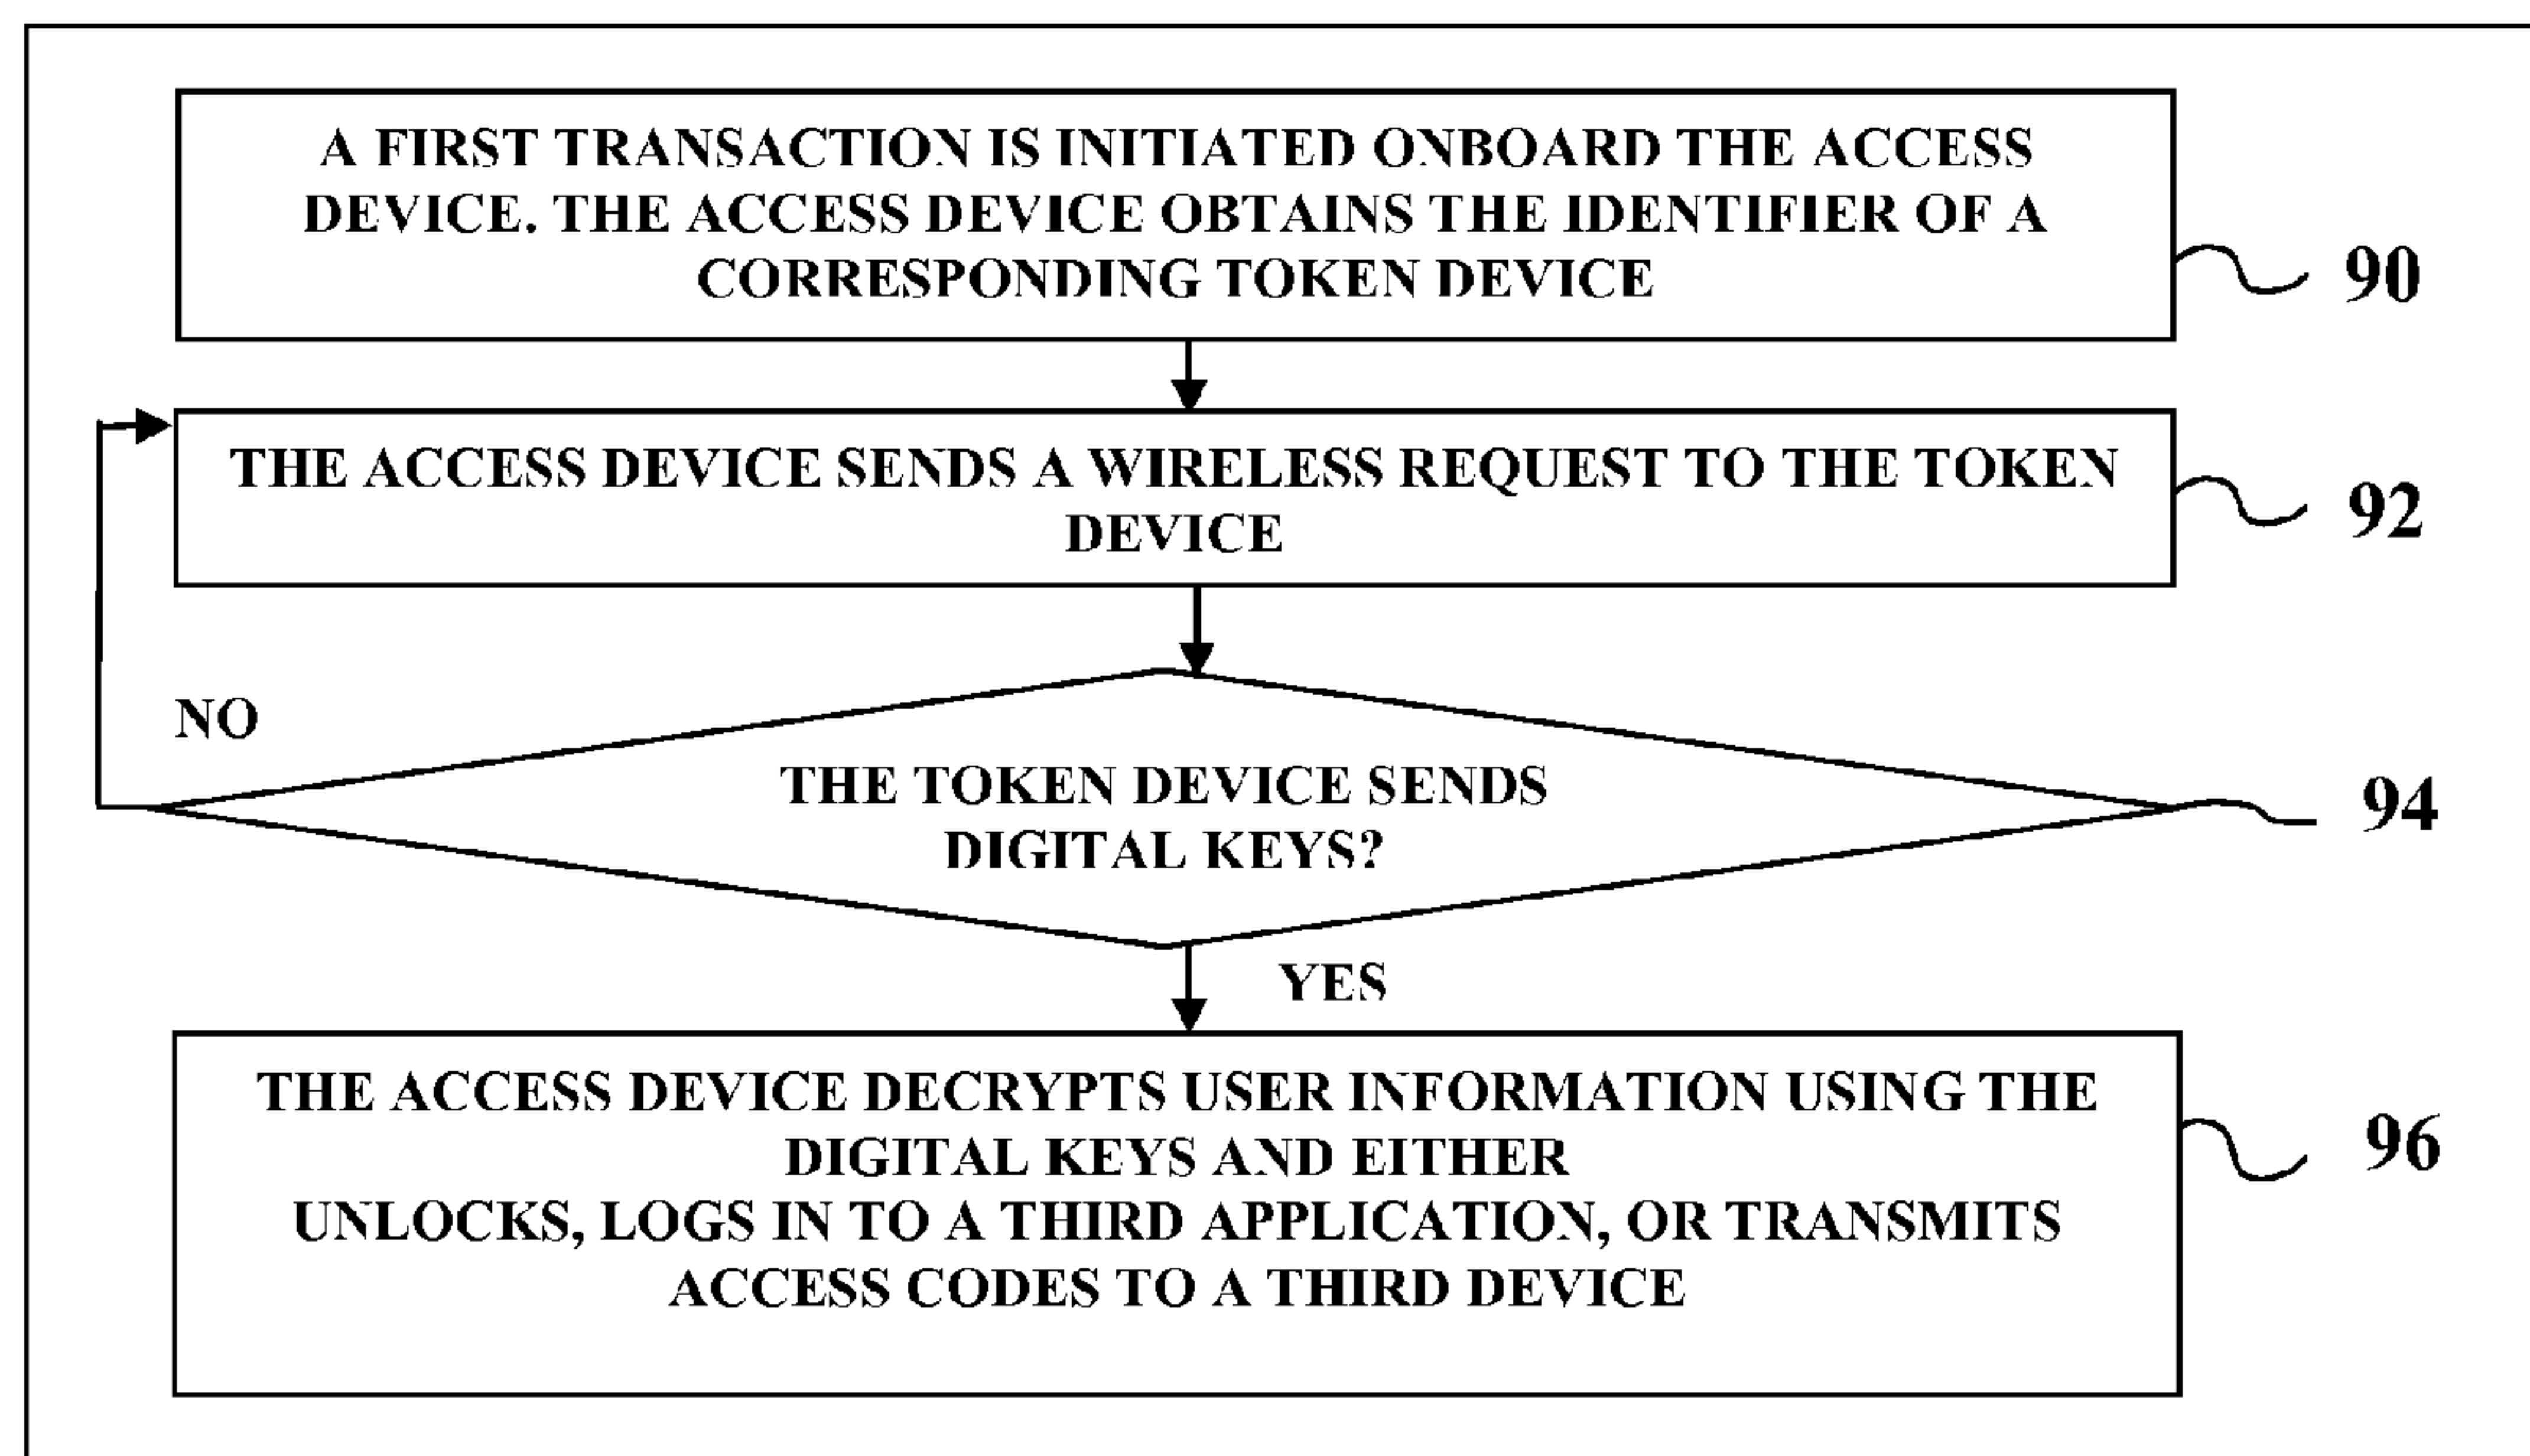 A FIRST TRANSACTION IS INITIATED ONBOARD THE ACCESS
DEVICE. THE ACCESS DEVICE OBTAINS THE IDENTIFIER OF A
CORRESPONDING TOKEN DEVICE
90
THE ACCESS DEVICE SENDS A WIRELESS REQUEST TO THE TOKEN
DEVICE
92
NO
THE TOKEN DEVICE SENDS
DIGITAL KEYS?
94
YES
THE ACCESS DEVICE DECRYPTS USER INFORMATION USING THE
DIGITAL KEYS AND EITHER
UNLOCKS, LOGS IN TO A THIRD APPLICATION, OR TRANSMITS
ACCESS CODES TO A THIRD DEVICE
96